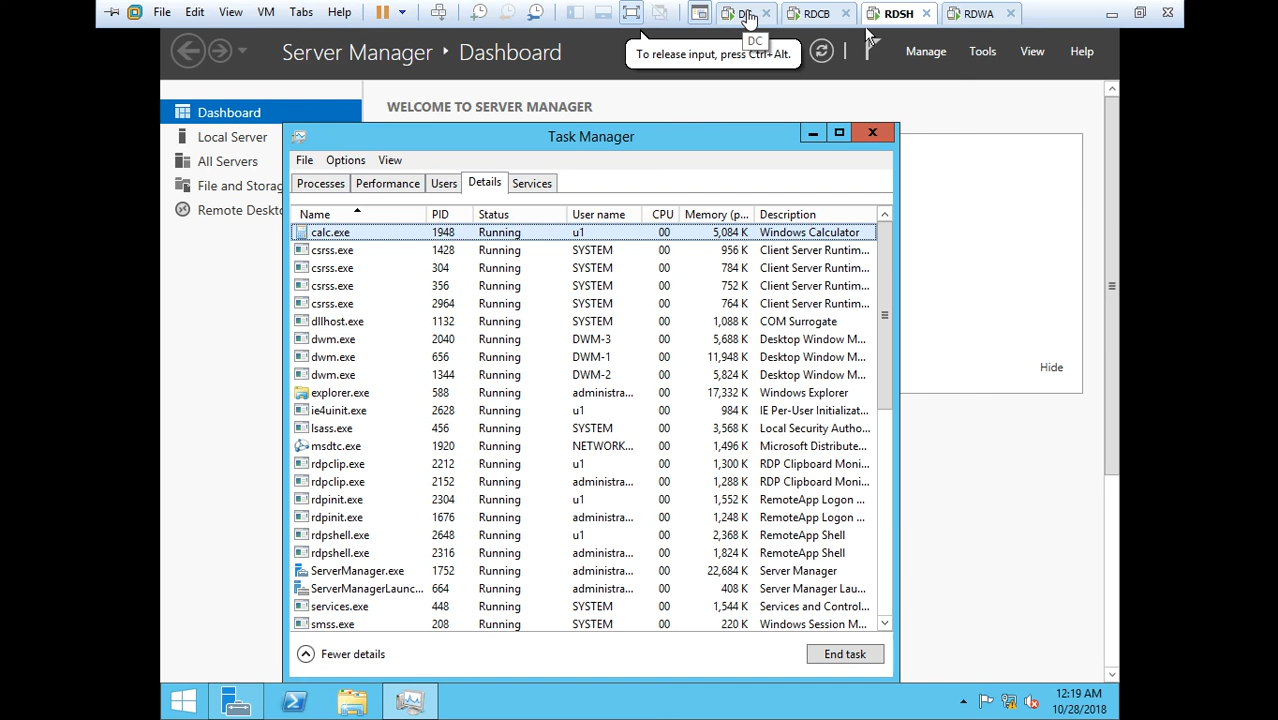 File Edit View VM Tabs Help
DC RDCB RDSH RDWA
DC
To release input, press Ctrl+Alt.
Server Manager Dashboard
Manage Tools View Help
Dashboard
Local Server
All Servers
File and Storag
Remote Deskto
WELCOME TO SERVER MANAGER
Hide
Task Manager
File Options View
Processes Performance Users Details Services
Name PID Status User name CPU Memory (p... Description
calc.exe 1948 Running u1 00 5,084 K Windows Calculator
csrss.exe 1428 Running SYSTEM 00 956 K Client Server Runtim...
csrss.exe 304 Running SYSTEM 00 784 K Client Server Runtim...
csrss.exe 356 Running SYSTEM 00 752 K Client Server Runtim...
csrss.exe 2964 Running SYSTEM 00 764 K Client Server Runtim...
dllhost.exe 1132 Running SYSTEM 00 1,088 K COM Surrogate
dwm.exe 2040 Running DWM-3 00 5,688 K Desktop Window M...
dwm.exe 656 Running DWM-1 00 11,948 K Desktop Window M...
dwm.exe 1344 Running DWM-2 00 5,824 K Desktop Window M...
explorer.exe 588 Running administra... 00 17,332 K Windows Explorer
ie4uinit.exe 2628 Running u1 00 984 K IE Per-User Initializat...
lsass.exe 456 Running SYSTEM 00 3,568 K Local Security Autho...
msdtc.exe 1920 Running NETWORK... 00 1,496 K Microsoft Distribute...
rdpclip.exe 2212 Running u1 00 1,300 K RDP Clipboard Moni...
rdpclip.exe 2152 Running administra... 00 1,288 K RDP Clipboard Moni...
rdpinit.exe 2304 Running u1 00 1,552 K RemoteApp Logon ...
rdpinit.exe 1676 Running administra... 00 1,248 K RemoteApp Logon ...
rdpshell.exe 2648 Running u1 00 2,368 K RemoteApp Shell
rdpshell.exe 2316 Running administra... 00 1,824 K RemoteApp Shell
ServerManager.exe 1752 Running administra... 00 22,684 K Server Manager
ServerManagerLaunc... 664 Running administra... 00 408 K Server Manager Lau...
services.exe 448 Running SYSTEM 00 1,544 K Services and Control...
smss.exe 208 Running SYSTEM 00 220 K Windows Session M...
Fewer details
End task
12:19 AM
10/28/2018